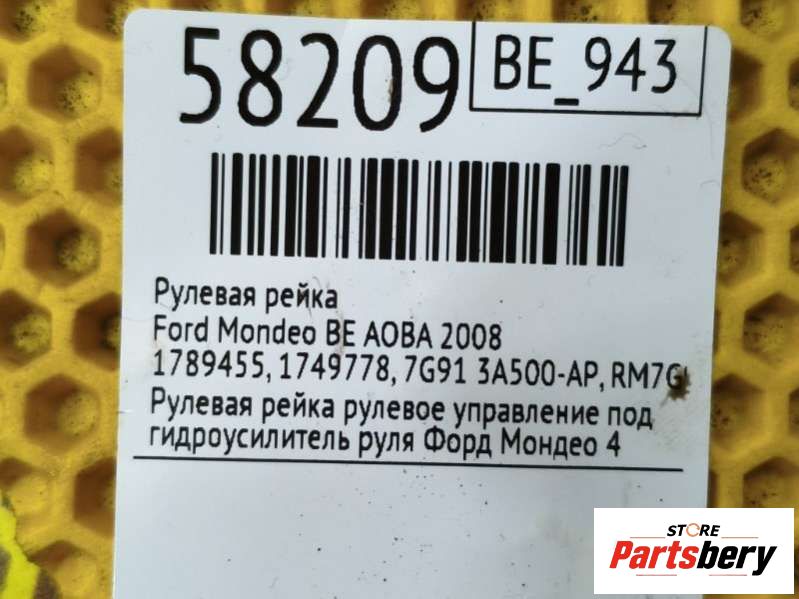 58209
BE_943
Рулевая рейка
Ford Mondeo BE AOBA 2008
1789455, 1749778, 7G91 3A500-AP, RM7G
Рулевая рейка рулевое управление под
гидроусилитель руля Форд Мондео 4
STORE
Partsbery